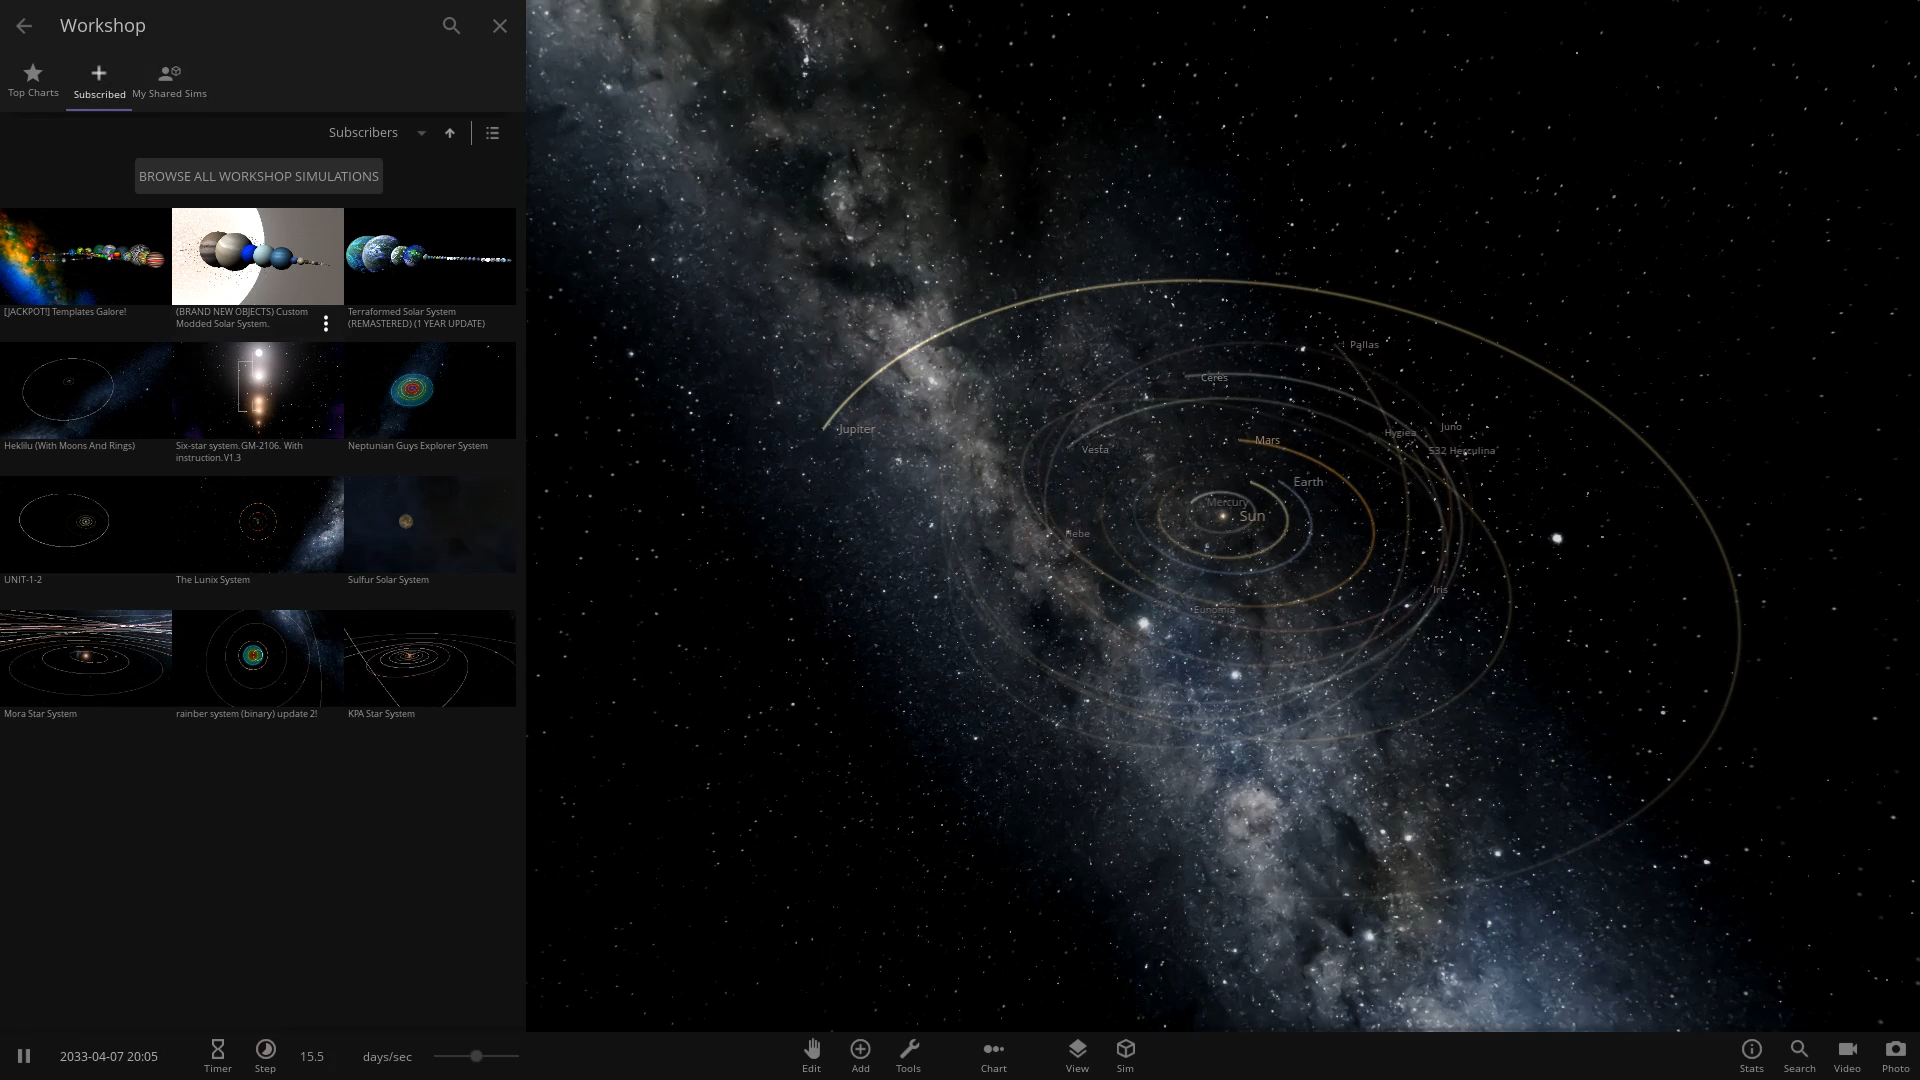 Workshop
Top Charts
Subscribed
My Shared Sims
Subscribers
BROWSE ALL WORKSHOP SIMULATIONS
[JACKPOT!] Templates Galore!
(BRAND NEW OBJECTS) Custom
Modded Solar System.
Terraformed Solar System
(REMASTERED) (1 YEAR UPDATE)
Heklilu (With Moons And Rings)
Six-star system.GM-2106. With
instruction.V1.3
Neptunian Guys Explorer System
UNIT-1-2
The Lunix System
Sulfur Solar System
Mora Star System
rainber system (binary) update 2!
KPA Star System
Pallas
Ceres
Jupiter
Juno
Hygiea
Mars
Vesta
532 Herculina
Earth
Mercury
Sun
Hebe
Iris
Eunomia
2033-04-07 20:05
Timer
Step
15.5
days/sec
Edit
Add
Tools
Chart
View
Sim
Stats
Search
Video
Photo